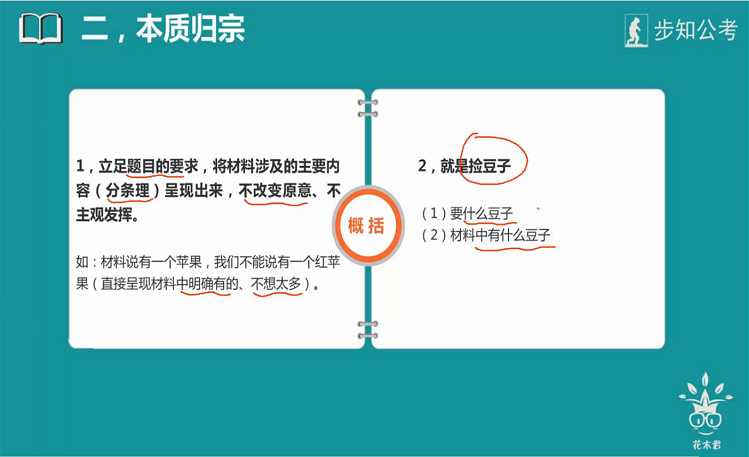 二，本质归宗
步知公考
1，立足题目的要求，将材料涉及的主要内
容（分条理）呈现出来，不改变原意、不
主观发挥。
如：材料说有一个苹果，我们不能说有一个红苹
果（直接呈现材料中明确有的、不想太多）。
概括
2，就是捡豆子
（1）要什么豆子
（2）材料中有什么豆子
花木君